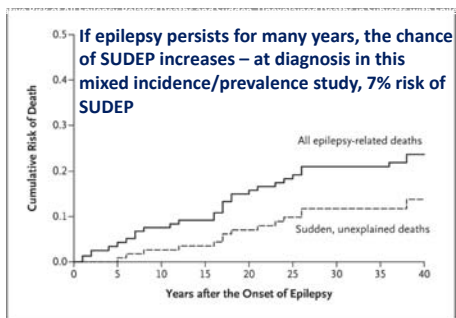 If epilepsy persists for many years, the chance
of SUDEP increases – at diagnosis in this
mixed incidence/prevalence study, 7% risk of
SUDEP
0.5
0.4
0.3
0.2
0.1
0.0
Cumulative Risk of Death
All epilepsy-related deaths
Sudden, unexplained deaths
0 5 10 15 20 25 30 35 40
Years after the Onset of Epilepsy